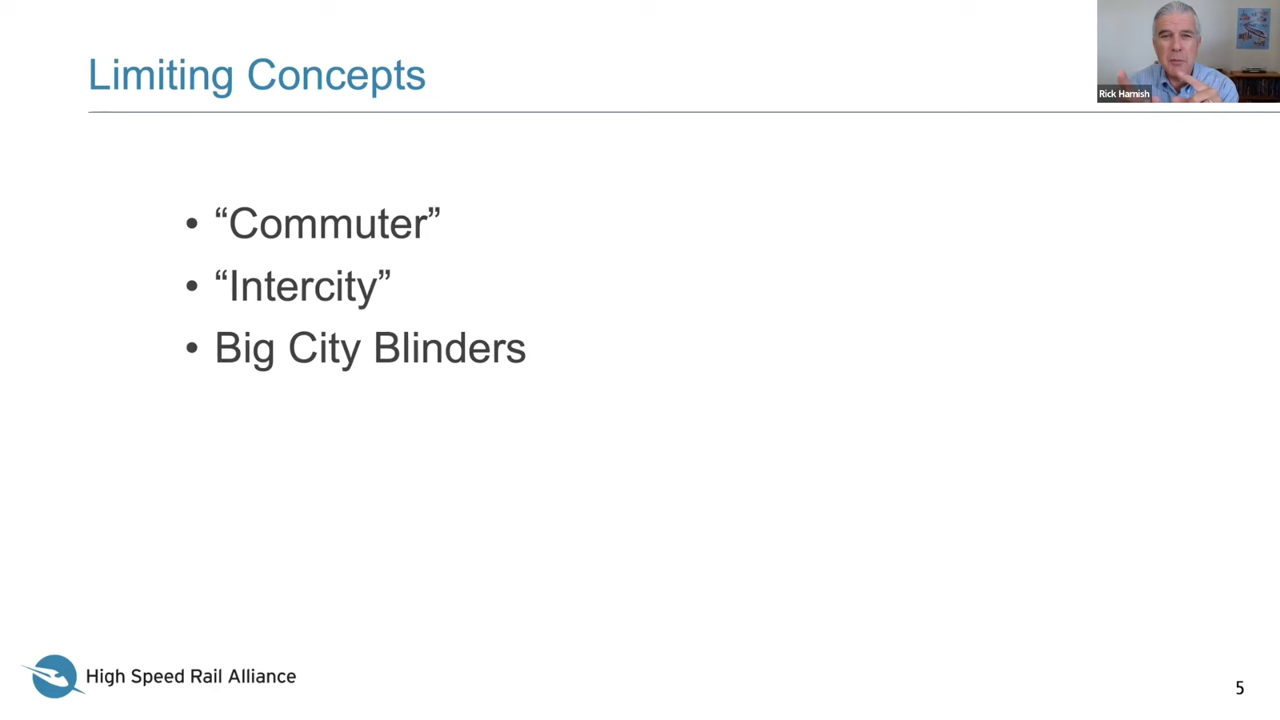 Limiting Concepts
Rick Harnish
• “Commuter”
• “Intercity”
• Big City Blinders
High Speed Rail Alliance
5